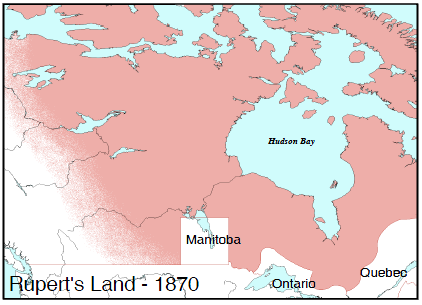 Hudson Bay
Manitoba
Quebec
Rupert's Land - 1870
Ontario